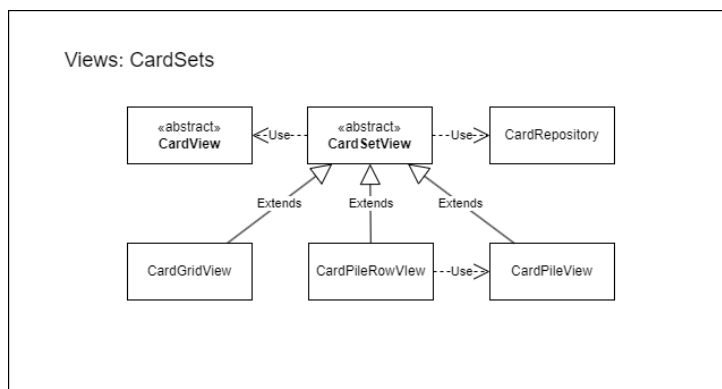 Views: CardSets
«abstract»
CardView
Use
«abstract»
CardSetView
Use
CardRepository
Extends
Extends
Extends
CardGridView
CardPileRowVIew
Use
CardPileView